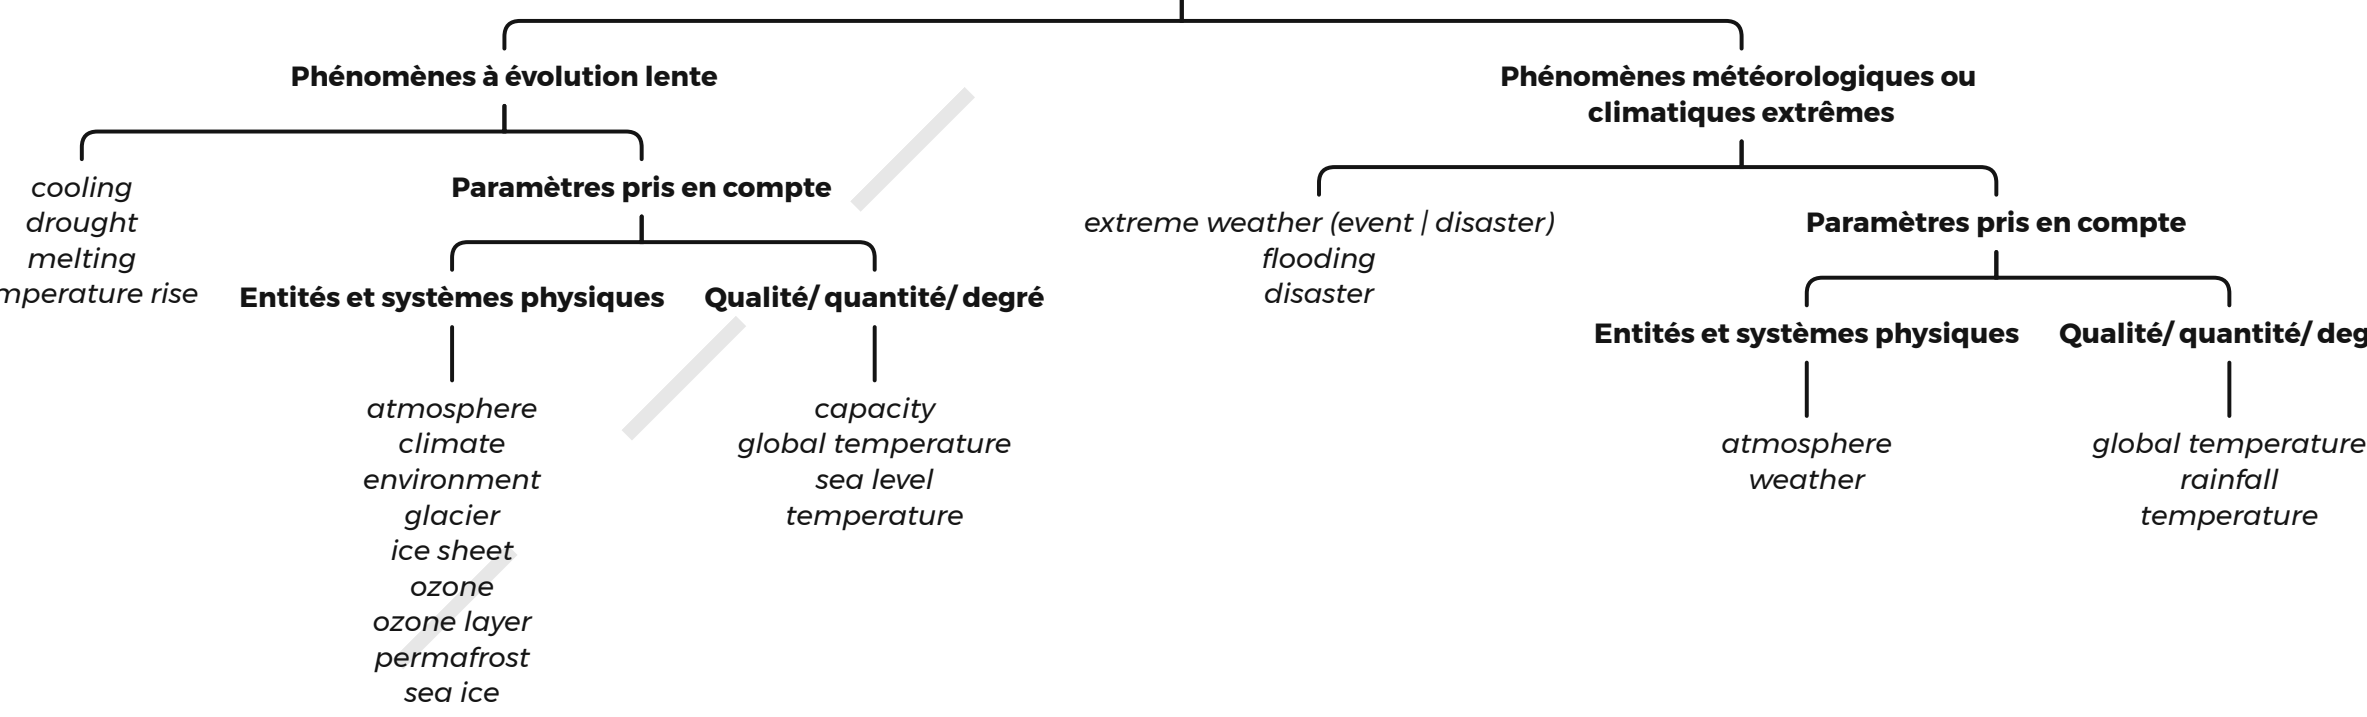 Phénomènes à évolution lente
cooling
drought
melting
rise
Paramètres pris en compte
Entités et systèmes physiques
atmosphere
climate
environment
glacier
ice sheet
ozone
ozone layer
permafrost
sea ice
Qualité/ quantité/ degré
capacity
global temperature
sea level
temperature
Phénomènes météorologiques ou
climatiques extrêmes
extreme weather (event | disaster)
flooding
disaster
Paramètres pris en compte
Entités et systèmes physiques
atmosphere
weather
Qualité/ quantité/
global temperature
rainfall
temperature